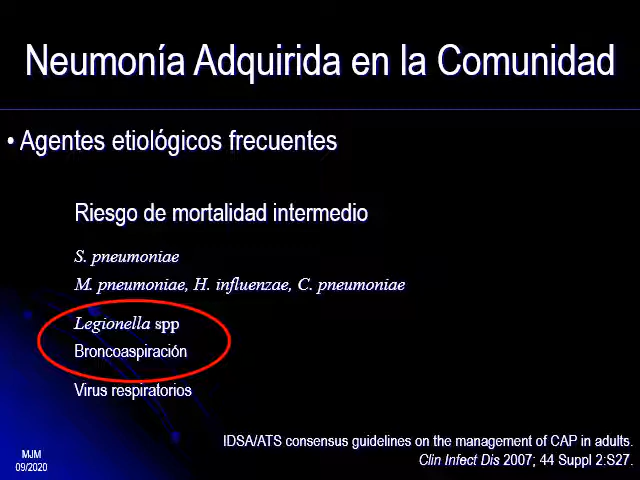 Neumonía Adquirida en la Comunidad
• Agentes etiológicos frecuentes
Riesgo de mortalidad intermedio
S. pneumoniae
M. pneumoniae, H. influenzae, C. pneumoniae
Legionella spp
Broncoaspiración
Virus respiratorios
IDSA/ATS consensus guidelines on the management of CAP in adults.
Clin Infect Dis 2007; 44 Suppl 2:S27.
MJM
09/2020